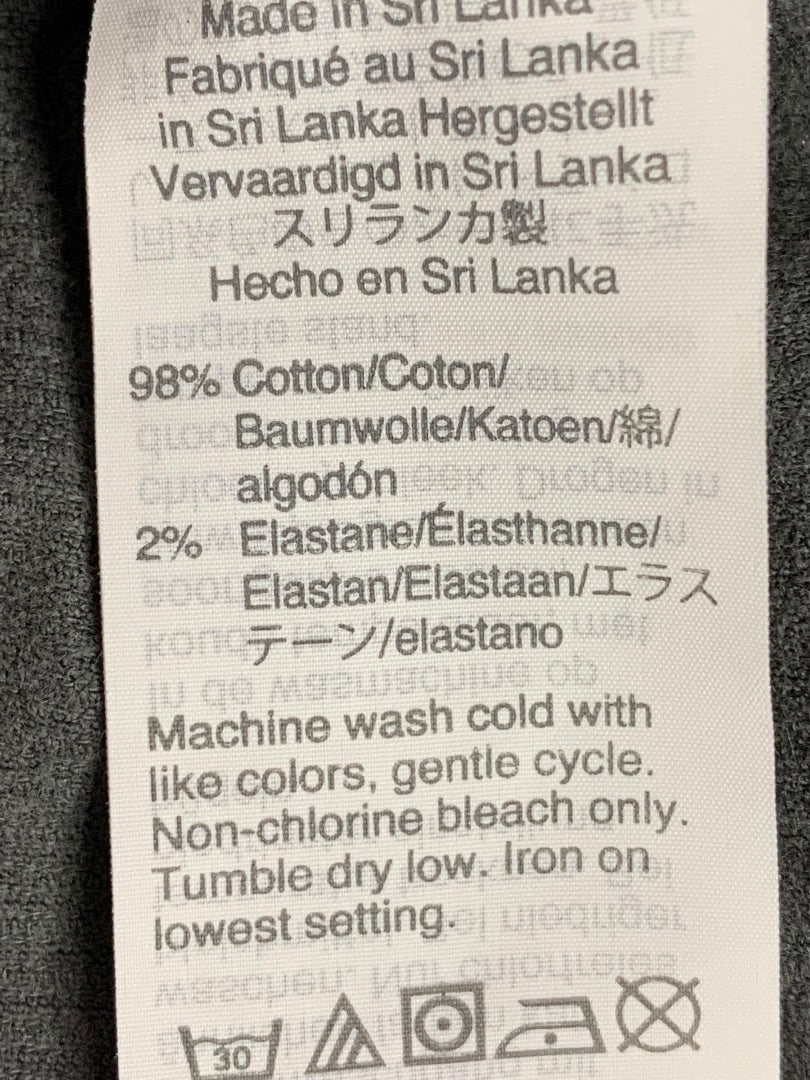 Made in Sri Lanka
Fabriqué au Sri Lanka
in Sri Lanka Hergestellt
Vervaardigd in Sri Lanka
スリランカ製
Hecho en Sri Lanka
98% Cotton/Coton/
Baumwolle/Katoen/綿/
algodón
2% Elastane/Élasthanne/
Elastan/Elastaan/エラス
テーン/elastano
Machine wash cold with
like colors, gentle cycle.
Non-chlorine bleach only.
Tumble dry low. Iron on
lowest setting.
30